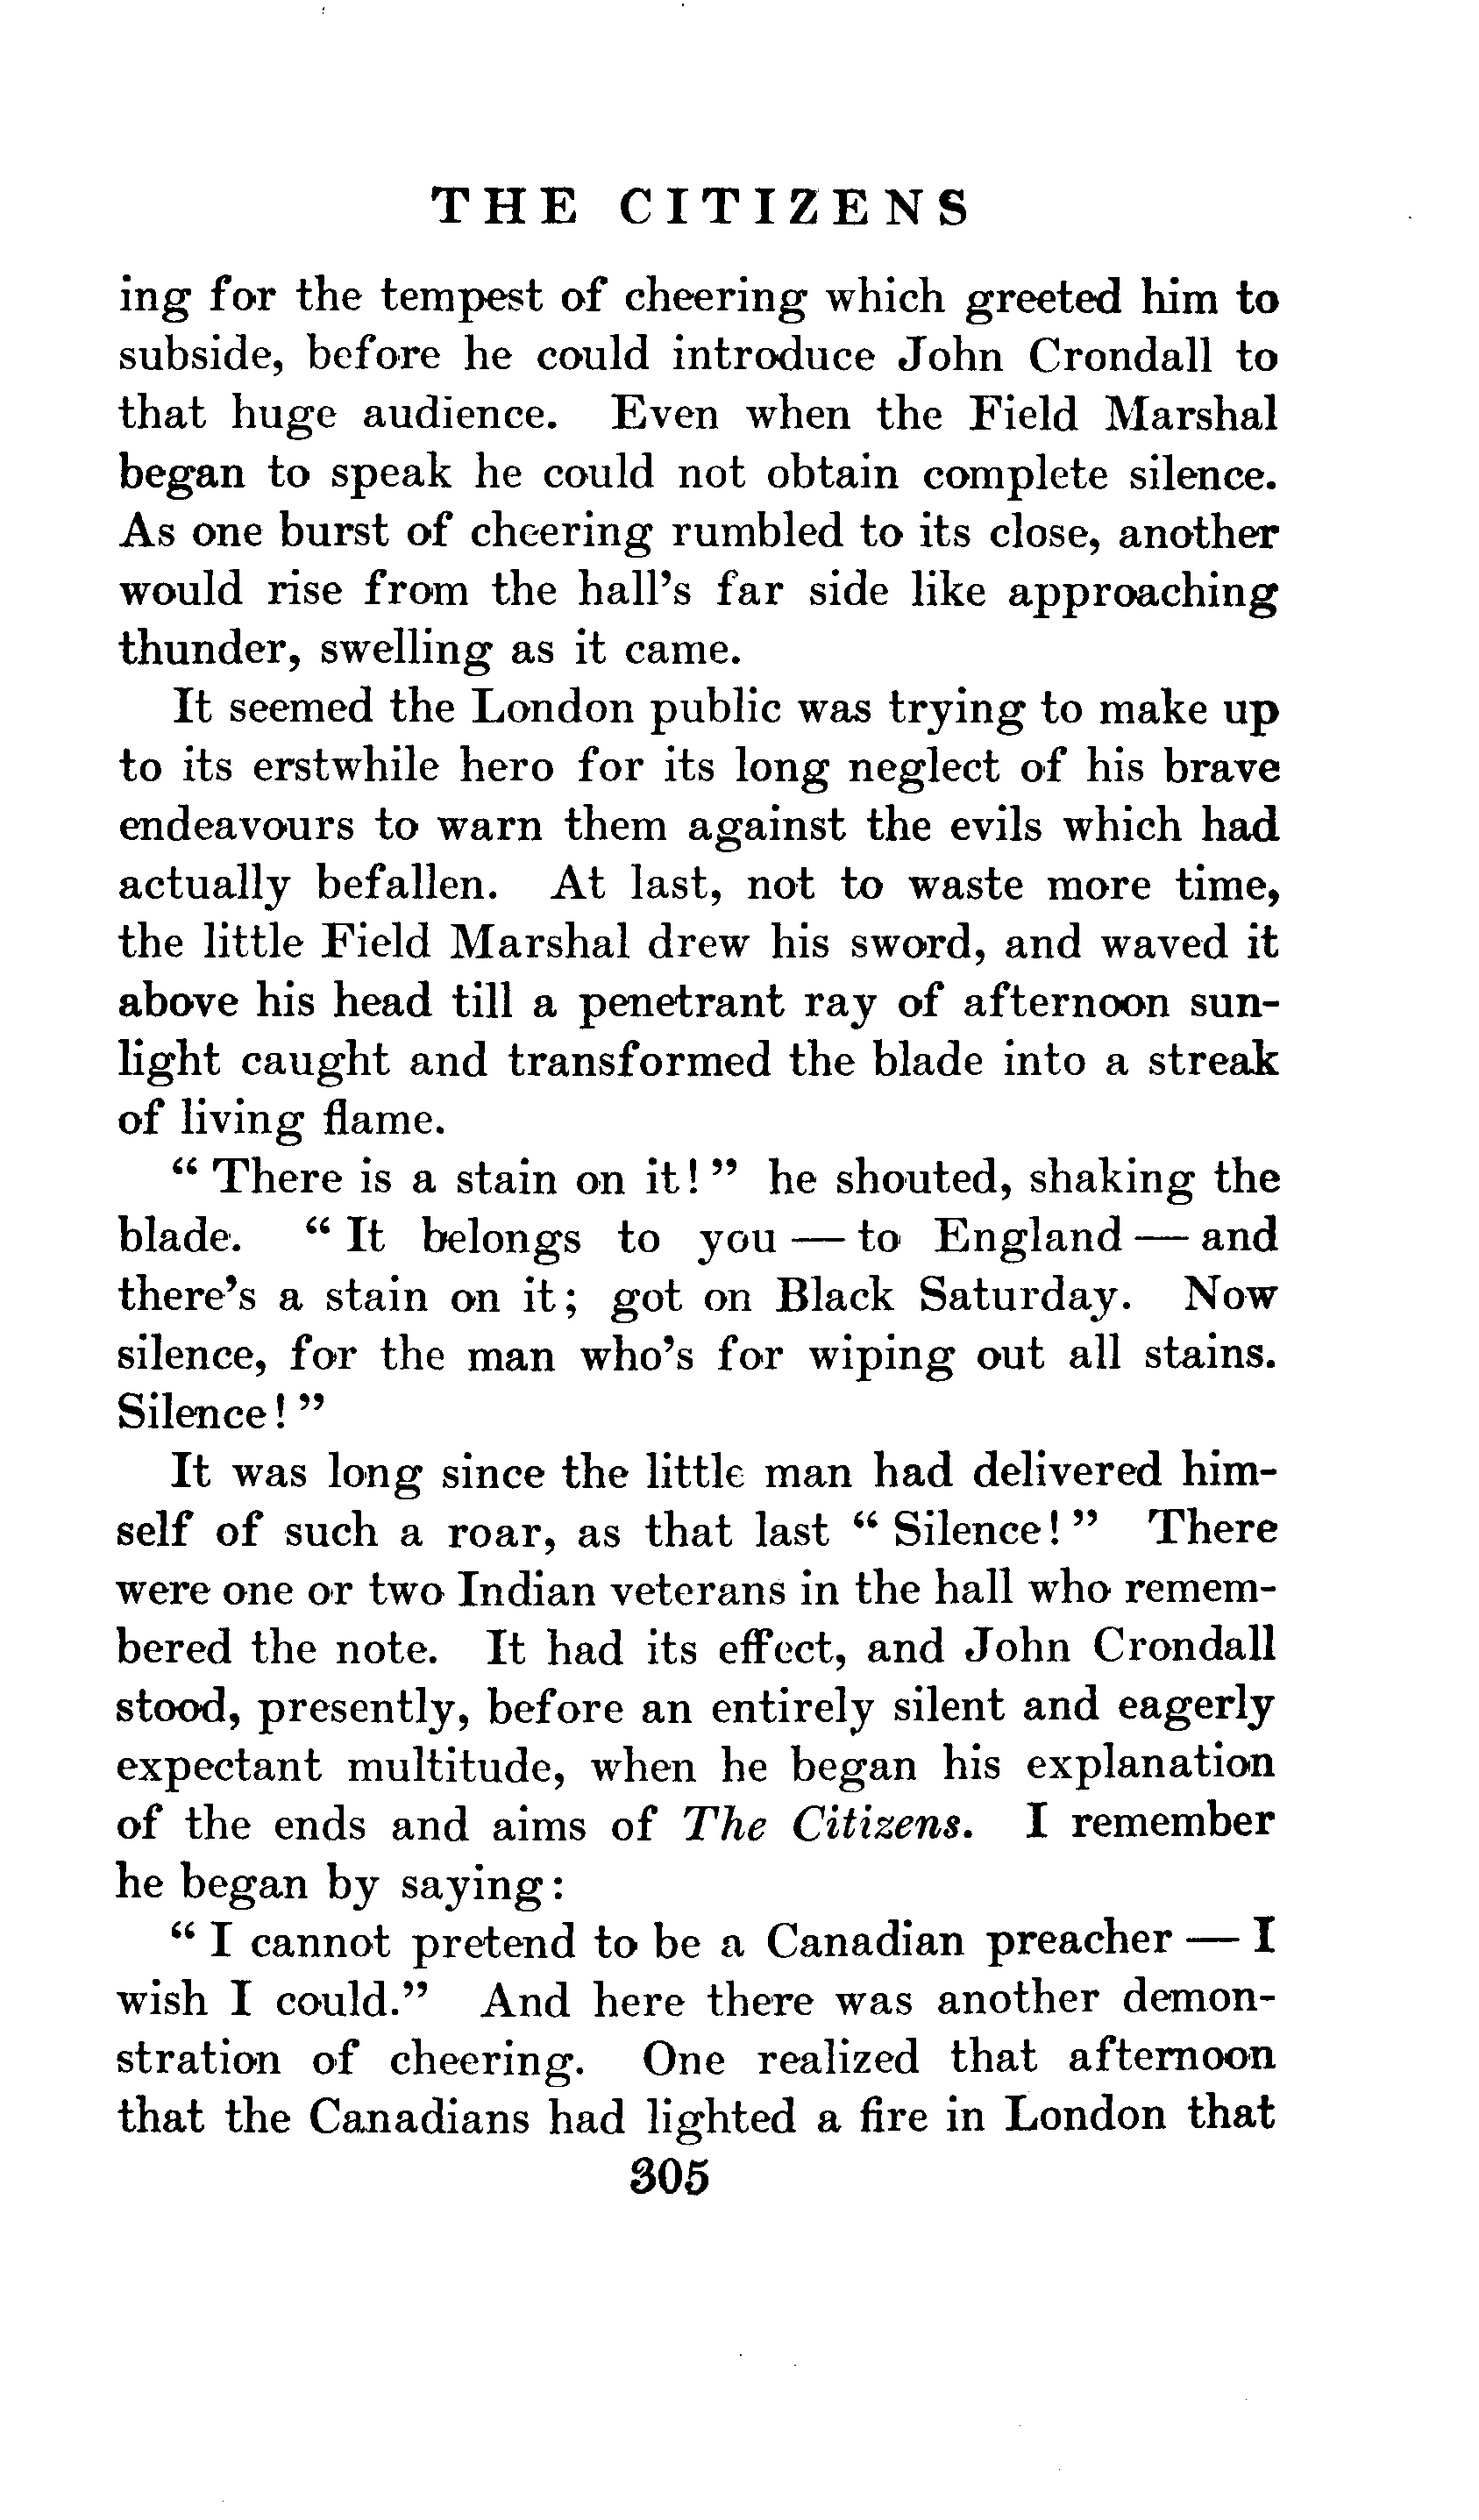 THE CITIZENS
ing for the tempest of cheering which greeted him to
subside, before he could introduce John Crondall to
that huge audience. Even when the Field Marshal
began to speak he could not obtain complete silence.
As one burst of cheering rumbled to its close, another
would rise from the hall's far side like approaching
thunder, swelling as it came.
It seemed the London public was trying to make up
to its erstwhile hero for its long neglect of his brave
endeavours to warn them against the evils which had
actually befallen. At last, not to waste more time,
the little Field Marshal drew his sword, and waved it
above his head till a penetrant ray of afternoon sun-
light caught and transformed the blade into a streak
of living flame.
“ There is a stain on it! ” he shouted, shaking the
blade. “ It belongs to you — to England — and
there's a stain on it; got on Black Saturday. Now
silence, for the man who's for wiping out all stains.
Silence! ”
It was long since the little man had delivered him-
self of such a roar, as that last “ Silence! ” There
were one or two Indian veterans in the hall who remem-
bered the note. It had its effect, and John Crondall
stood, presently, before an entirely silent and eagerly
expectant multitude, when he began his explanation
of the ends and aims of The Citizens. I remember
he began by saying:
“ I cannot pretend to be a Canadian preacher — I
wish I could.” And here there was another demon-
stration of cheering. One realized that afternoon
that the Canadians had lighted a fire in London that
305